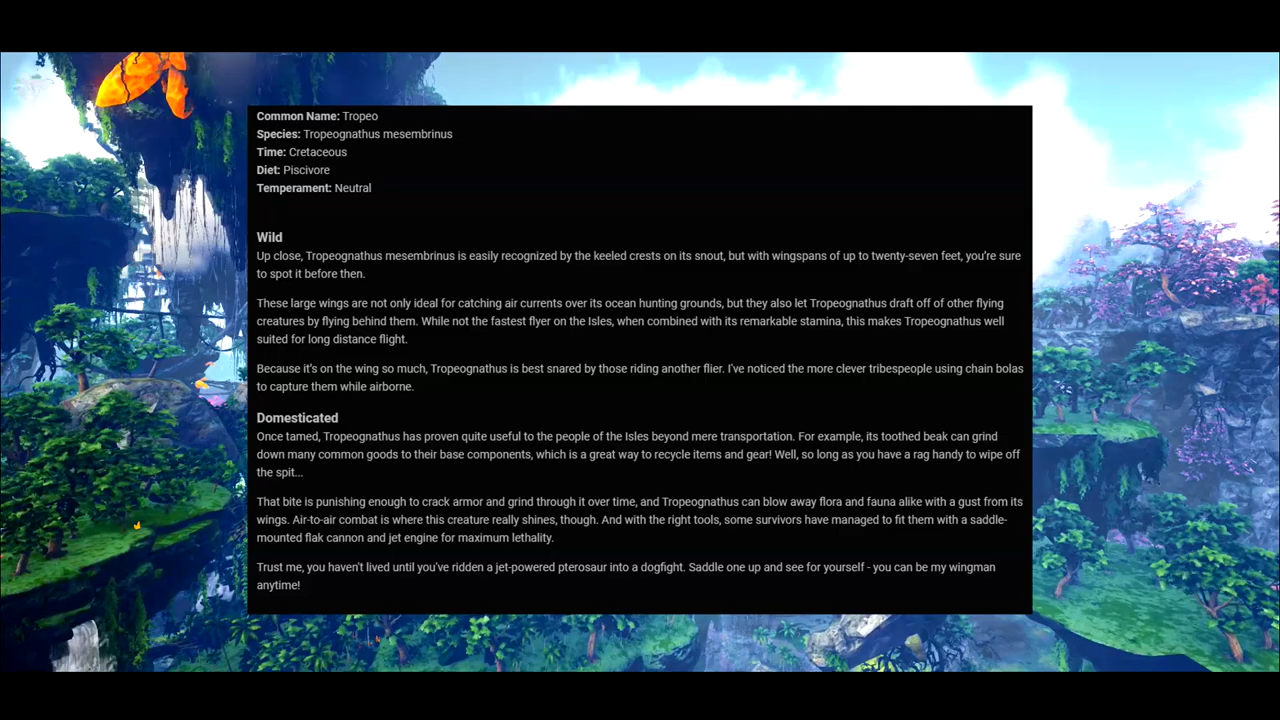 Common Name: Tropeo
Species: Tropeognathus mesembrinus
Time: Cretaceous
Diet: Piscivore
Temperament: Neutral
Wild
Up close, Tropeognathus mesembrinus is easily recognized by the keeled crests on its snout, but with wingspans of up to twenty-seven feet, you’re sure
to spot it before then.
These large wings are not only ideal for catching air currents over its ocean hunting grounds, but they also let Tropeognathus draft off of other flying
creatures by flying behind them. While not the fastest flyer on the Isles, when combined with its remarkable stamina, this makes Tropeognathus well
suited for long distance flight.
Because it’s on the wing so much, Tropeognathus is best snared by those riding another flier. I’ve noticed the more clever tribespeople using chain bolas
to capture them while airborne.
Domesticated
Once tamed, Tropeognathus has proven quite useful to the people of the Isles beyond mere transportation. For example, its toothed beak can grind
down many common goods to their base components, which is a great way to recycle items and gear! Well, so long as you have a rag handy to wipe off
the spit...
That bite is punishing enough to crack armor and grind through it over time, and Tropeognathus can blow away flora and fauna alike with a gust from its
wings. Air-to-air combat is where this creature really shines, though. And with the right tools, some survivors have managed to fit them with a saddle-
mounted flak cannon and jet engine for maximum lethality.
Trust me, you haven't lived until you've ridden a jet-powered pterosaur into a dogfight. Saddle one up and see for yourself - you can be my wingman
anytime!